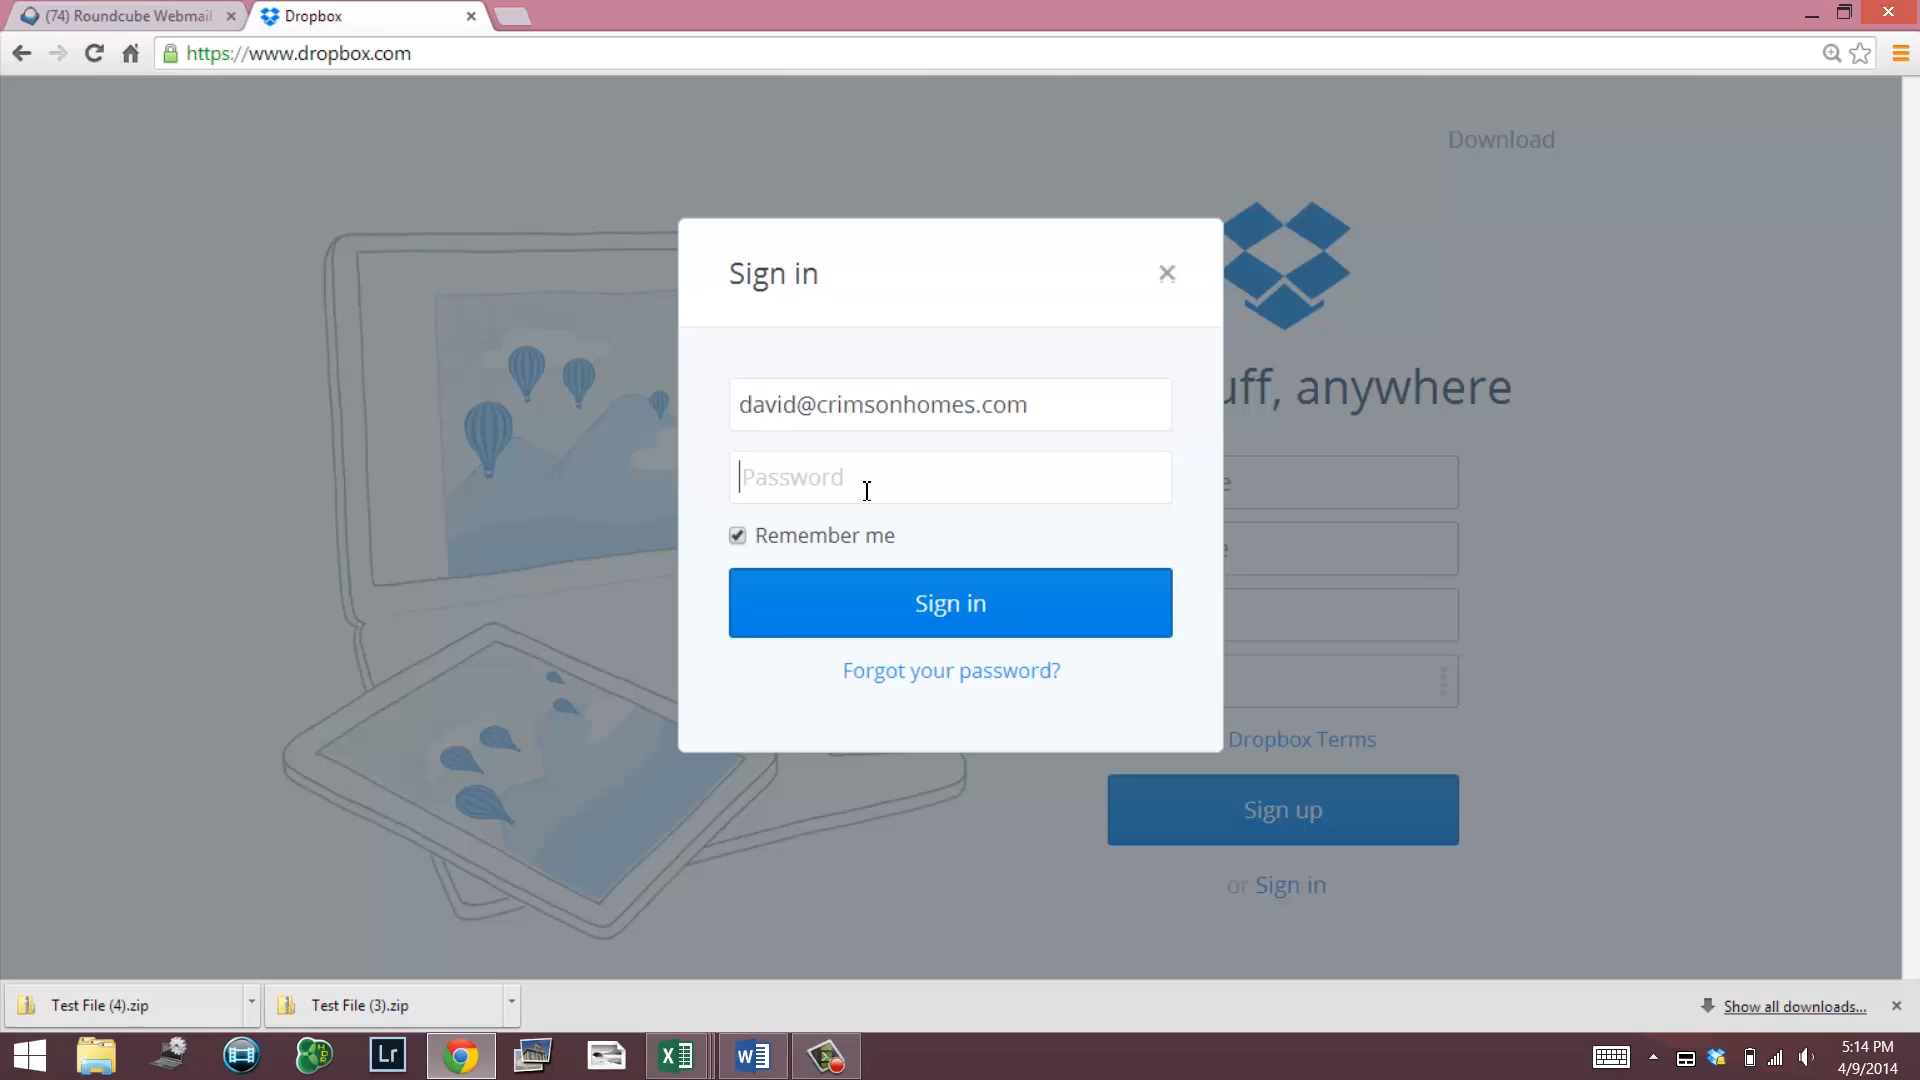 (74) Roundcube Webmail
Dropbox
https://www.dropbox.com
Download
Sign in
uff, anywhere
david@crimsonhomes.com
Password
Remember me
Sign in
Forgot your password?
Dropbox Terms
Sign up
or Sign in
Test File (4).zip
Test File (3).zip
Show all downloads...
Lr
5:14 PM
4/9/2014